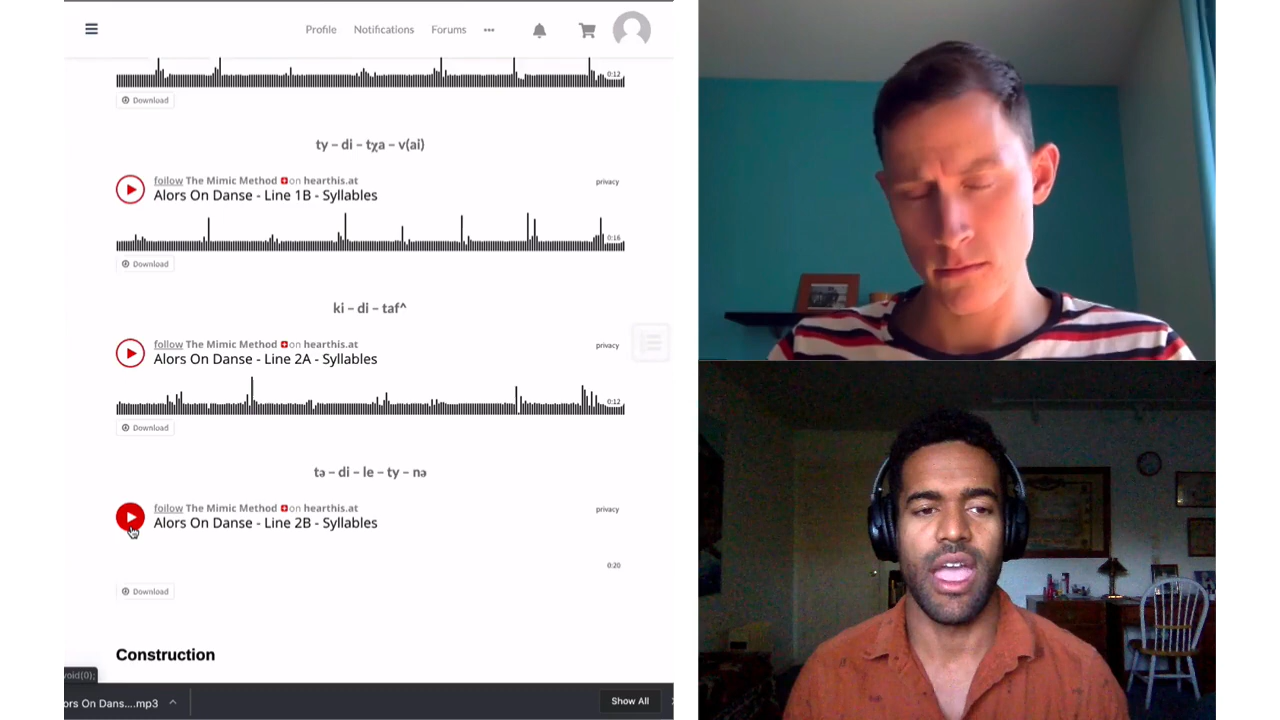 Profile Notifications Forums •••
0:12
Download
ty – di – tχa – v(ai)
follow The Mimic Method on hearthis.at privacy
Alors On Danse - Line 1B - Syllables
0:16
Download
ki – di – taf^
follow The Mimic Method on hearthis.at privacy
Alors On Danse - Line 2A - Syllables
0:12
Download
tə – di – le – ty – nə
follow The Mimic Method on hearthis.at privacy
Alors On Danse - Line 2B - Syllables
0:20
Download
Construction
void(0);
ors On Dans....mp3 Show All